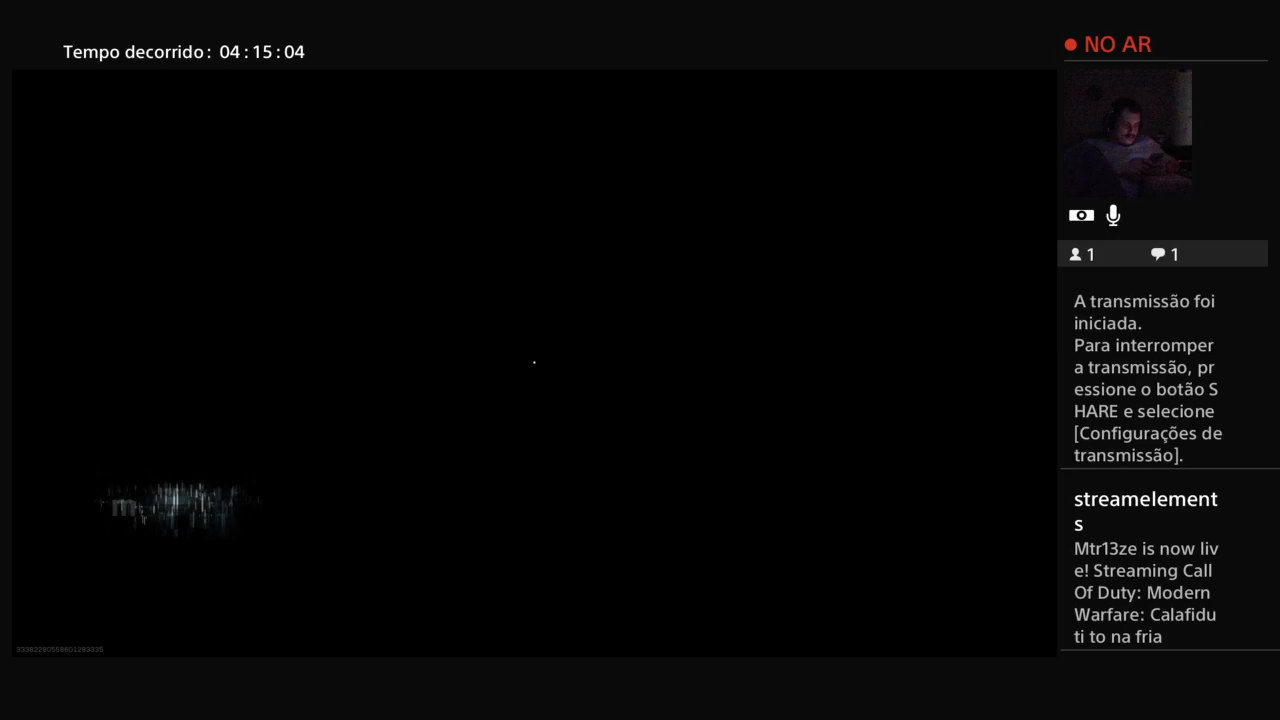 Tempo decorrido: 04:15:04
NO AR
1
1
A transmissão foi
iniciada.
Para interromper
a transmissão, pr
essione o botão S
HARE e selecione
[Configurações de
transmissão].
streamelement
s
Mtr13ze is now liv
e! Streaming Call
Of Duty: Modern
Warfare: Calafidu
ti to na fria